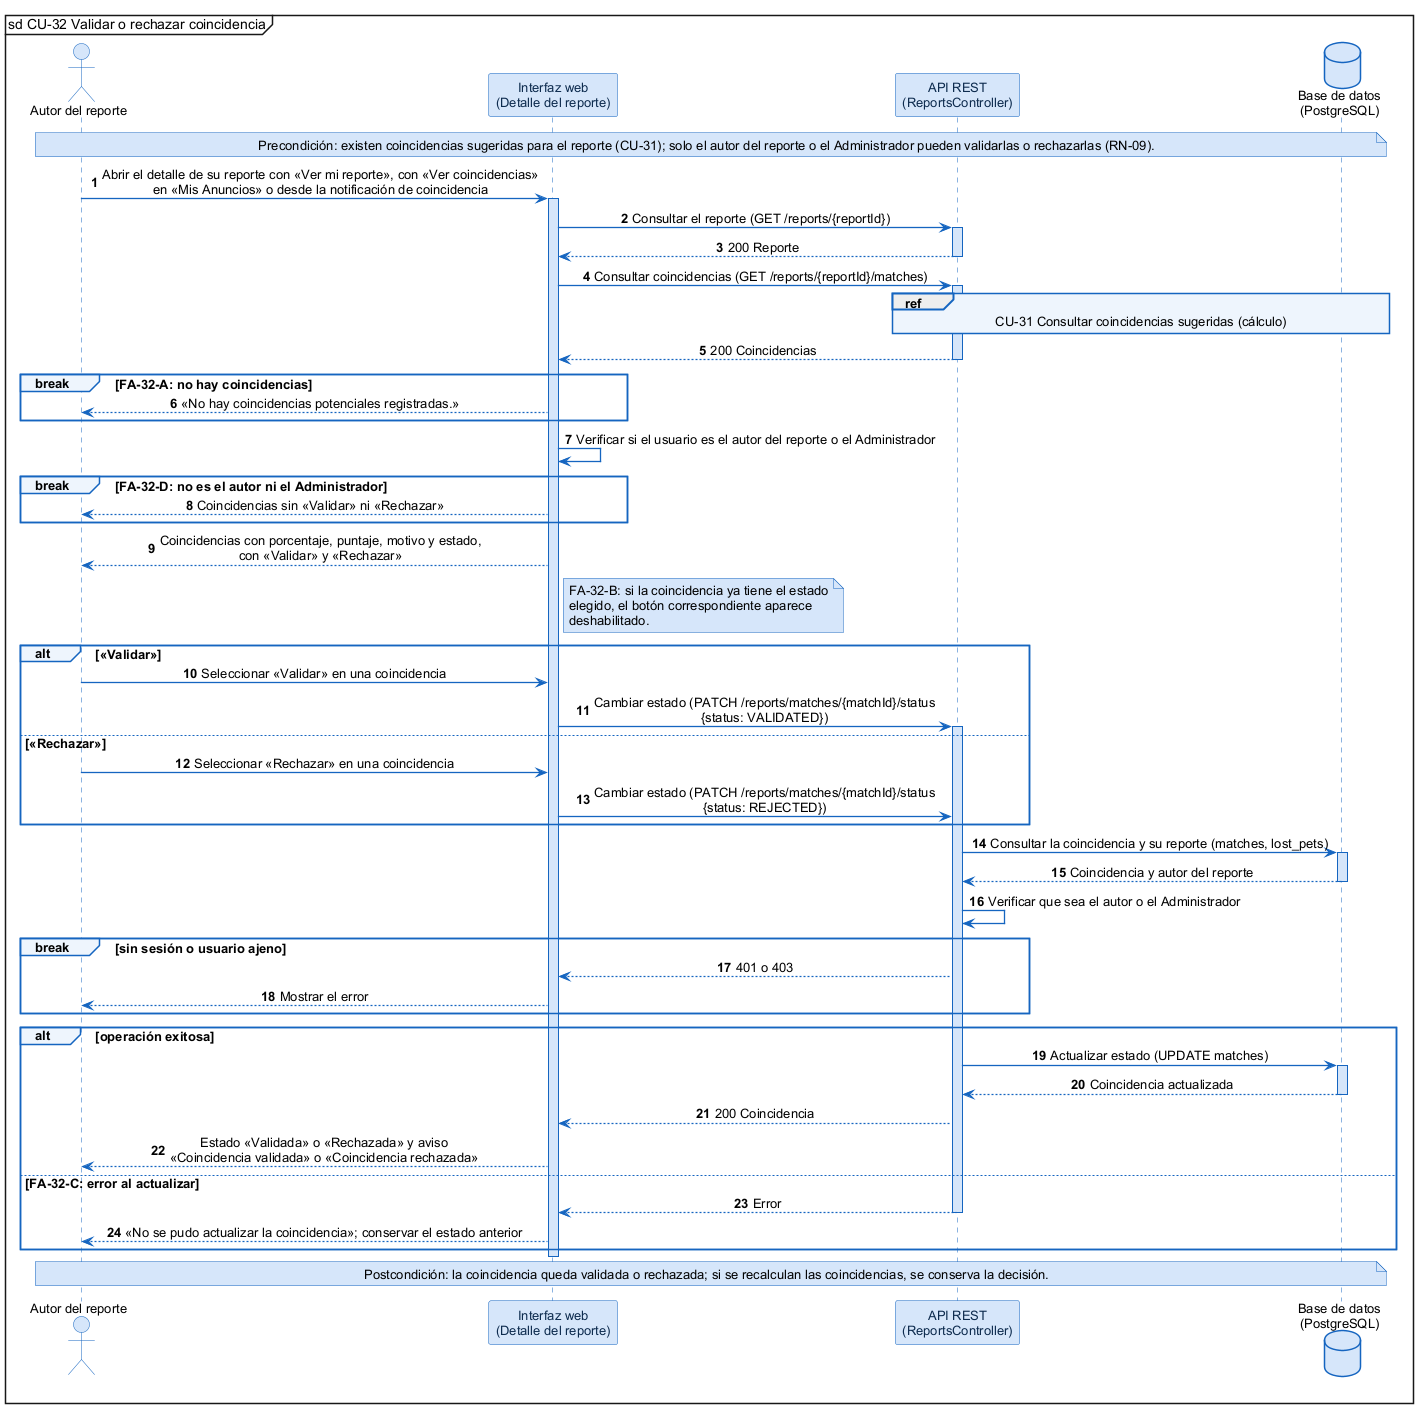 sd CU-32 Validar o rechazar coincidencia
Autor del reporte
Interfaz web
(Detalle del reporte)
API REST
(ReportsController)
Base de datos
(PostgreSQL)
Precondición: existen coincidencias sugeridas para el reporte (CU-31); solo el autor del reporte o el Administrador pueden validarlas o rechazarlas (RN-09).
1 Abrir el detalle de su reporte con «Ver mi reporte», con «Ver coincidencias»
en «Mis Anuncios» o desde la notificación de coincidencia
2 Consultar el reporte (GET /reports/{reportId})
3 200 Reporte
4 Consultar coincidencias (GET /reports/{reportId}/matches)
ref
CU-31 Consultar coincidencias sugeridas (cálculo)
5 200 Coincidencias
break [FA-32-A: no hay coincidencias]
6 «No hay coincidencias potenciales registradas.»
7 Verificar si el usuario es el autor del reporte o el Administrador
break [FA-32-D: no es el autor ni el Administrador]
8 Coincidencias sin «Validar» ni «Rechazar»
9 Coincidencias con porcentaje, puntaje, motivo y estado,
con «Validar» y «Rechazar»
FA-32-B: si la coincidencia ya tiene el estado
elegido, el botón correspondiente aparece
deshabilitado.
alt [«Validar»]
10 Seleccionar «Validar» en una coincidencia
11 Cambiar estado (PATCH /reports/matches/{matchId}/status
{status: VALIDATED})
[«Rechazar»]
12 Seleccionar «Rechazar» en una coincidencia
13 Cambiar estado (PATCH /reports/matches/{matchId}/status
{status: REJECTED})
14 Consultar la coincidencia y su reporte (matches, lost_pets)
15 Coincidencia y autor del reporte
16 Verificar que sea el autor o el Administrador
break [sin sesión o usuario ajeno]
17 401 o 403
18 Mostrar el error
alt [operación exitosa]
19 Actualizar estado (UPDATE matches)
20 Coincidencia actualizada
21 200 Coincidencia
22 Estado «Validada» o «Rechazada» y aviso
«Coincidencia validada» o «Coincidencia rechazada»
[FA-32-C: error al actualizar]
23 Error
24 «No se pudo actualizar la coincidencia»; conservar el estado anterior
Postcondición: la coincidencia queda validada o rechazada; si se recalculan las coincidencias, se conserva la decisión.
Autor del reporte
Interfaz web
(Detalle del reporte)
API REST
(ReportsController)
Base de datos
(PostgreSQL)